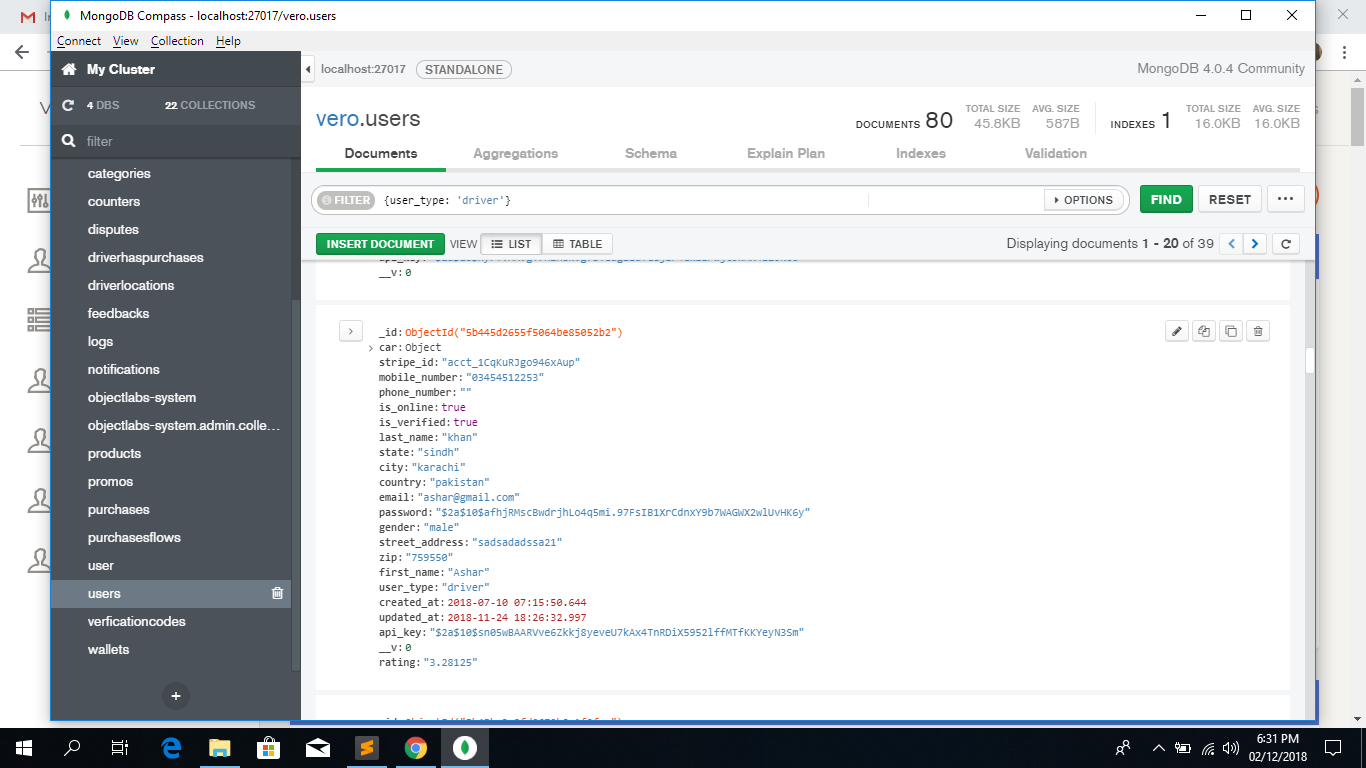 MongoDB Compass - localhost:27017/vero.users
Connect View Collection Help
My Cluster
4 DBS 22 COLLECTIONS
filter
categories
counters
disputes
driverhaspurchases
driverlocations
feedbacks
logs
notifications
objectlabs-system
objectlabs-system.admin.colle...
products
promos
purchases
purchasesflows
user
users
verficationcodes
wallets
+
localhost:27017 STANDALONE MongoDB 4.0.4 Community
vero.users
DOCUMENTS 80 TOTAL SIZE 45.8KB AVG. SIZE 587B INDEXES 1 TOTAL SIZE 16.0KB AVG. SIZE 16.0KB
Documents Aggregations Schema Explain Plan Indexes Validation
FILTER {user_type: 'driver'} OPTIONS FIND RESET ...
INSERT DOCUMENT VIEW LIST TABLE Displaying documents 1 - 20 of 39
__v: 0
_id: ObjectId("5b445d2655f5064be85052b2")
car: Object
stripe_id: "acct_1CqKuRJgo946xAup"
mobile_number: "03454512253"
phone_number: ""
is_online: true
is_verified: true
last_name: "khan"
state: "sindh"
city: "karachi"
country: "pakistan"
email: "ashar@gmail.com"
password: "$2a$10$afhjRMscBwdrjhLo4q5mi.97FsIB1XrCdnxY9b7WAGWX2wlUvHK6y"
gender: "male"
street_address: "sadsadadssa21"
zip: "759550"
first_name: "Ashar"
user_type: "driver"
created_at: 2018-07-10 07:15:50.644
updated_at: 2018-11-24 18:26:32.997
api_key: "$2a$10$sn05wBAARVve6Zkkj8yeveU7kAx4TnRDiX5952lffMTfKKYeyN3Sm"
__v: 0
rating: "3.28125"
6:31 PM
02/12/2018